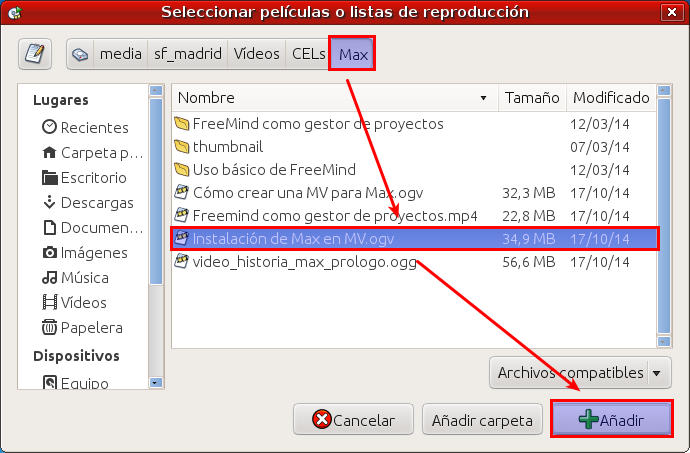 Seleccionar películas o listas de reproducción
media sf_madrid Vídeos CELs Max
Lugares
Recientes
Carpeta p...
Escritorio
Descargas
Documen...
Imágenes
Música
Vídeos
Papelera
Dispositivos
Equipo
Nombre Tamaño Modificado
FreeMind como gestor de proyectos 12/03/14
thumbnail 07/03/14
Uso básico de FreeMind 12/03/14
Cómo crear una MV para Max.ogv 32,3 MB 17/10/14
Freemind como gestor de proyectos.mp4 22,8 MB 17/10/14
Instalación de Max en MV.ogv 34,9 MB 17/10/14
video_historia_max_prologo.ogg 56,6 MB 17/10/14
Archivos compatibles
Cancelar Añadir carpeta Añadir